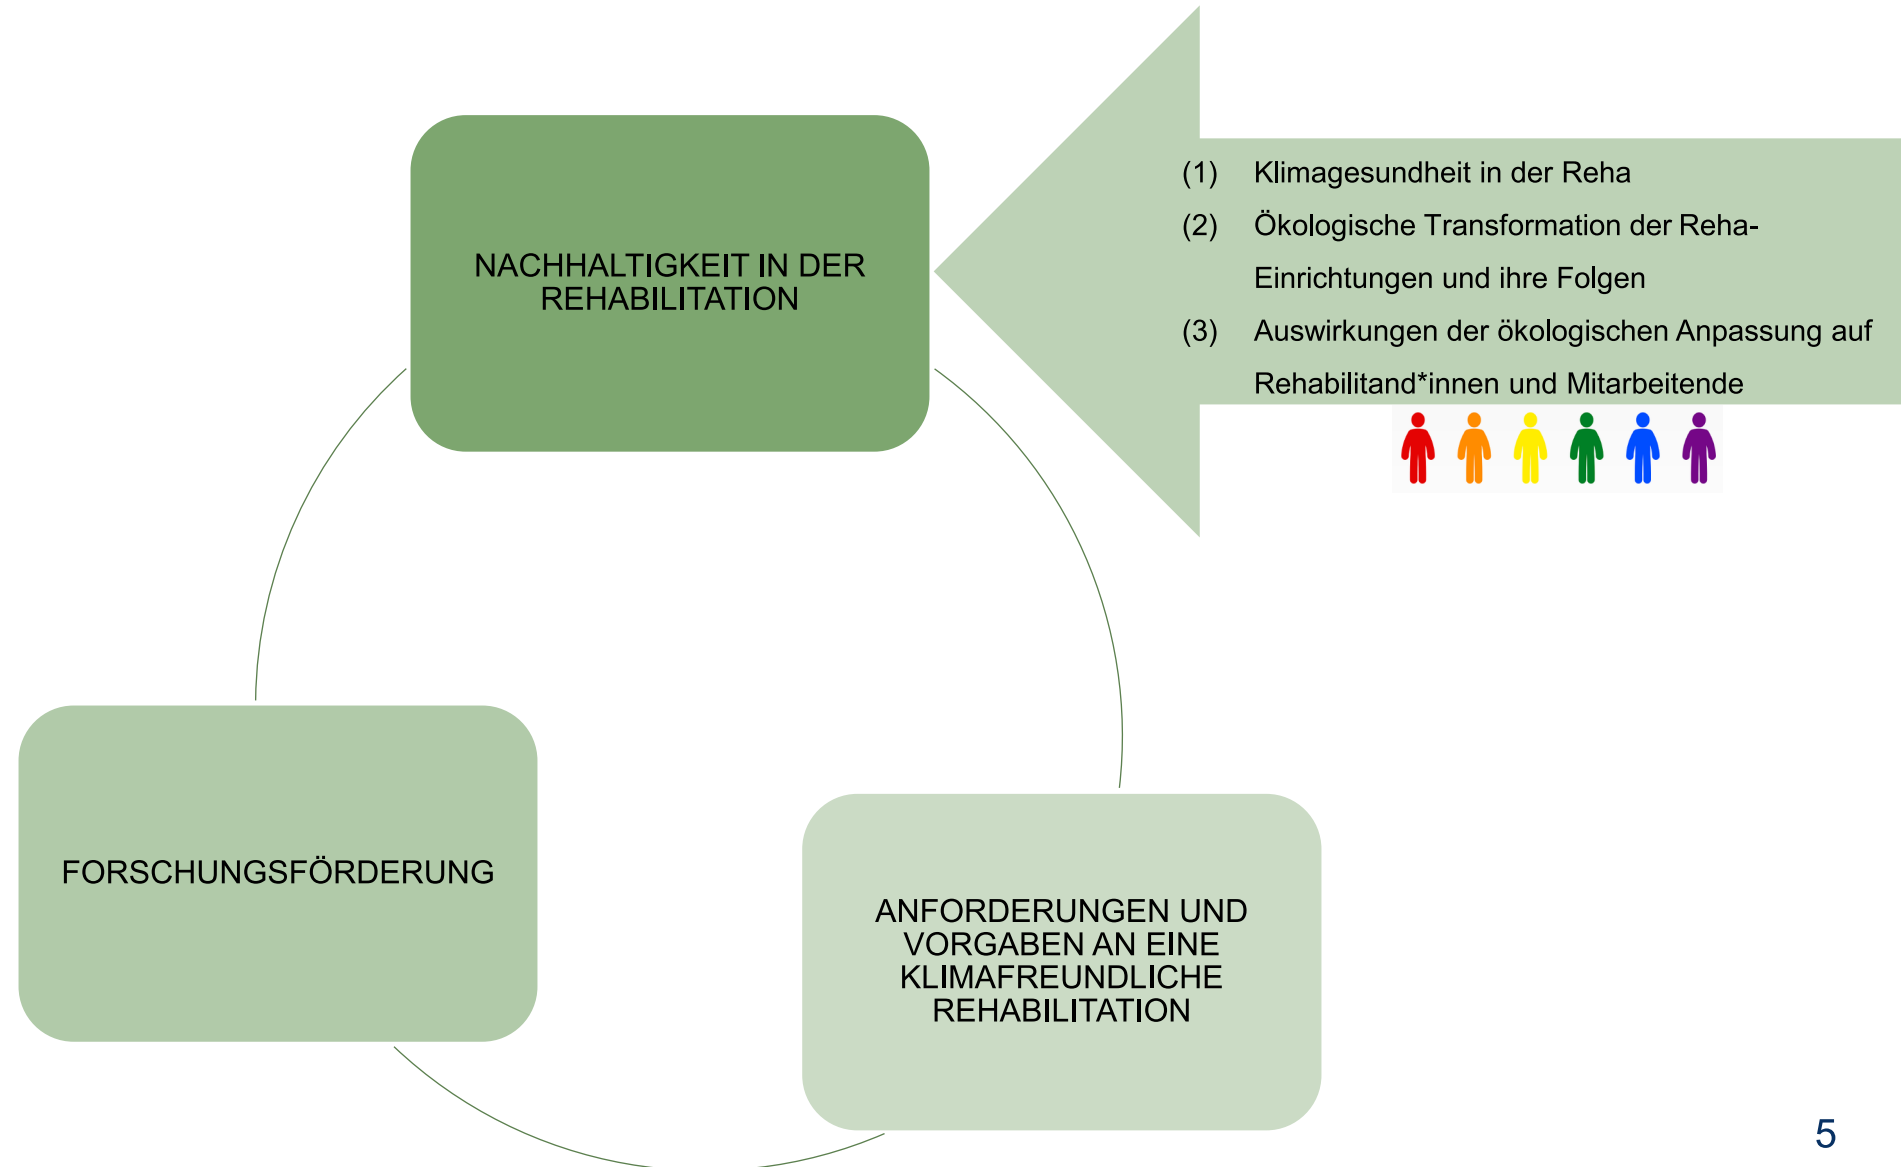 NACHHALTIGKEIT IN DER
REHABILITATION
(1) Klimagesundheit in der Reha
(2) Ökologische Transformation der Reha-
Einrichtungen und ihre Folgen
(3) Auswirkungen der ökologischen Anpassung auf
Rehabilitand*innen und Mitarbeitende
FORSCHUNGSFÖRDERUNG
ANFORDERUNGEN UND
VORGABEN AN EINE
KLIMAFREUNDLICHE
REHABILITATION
5